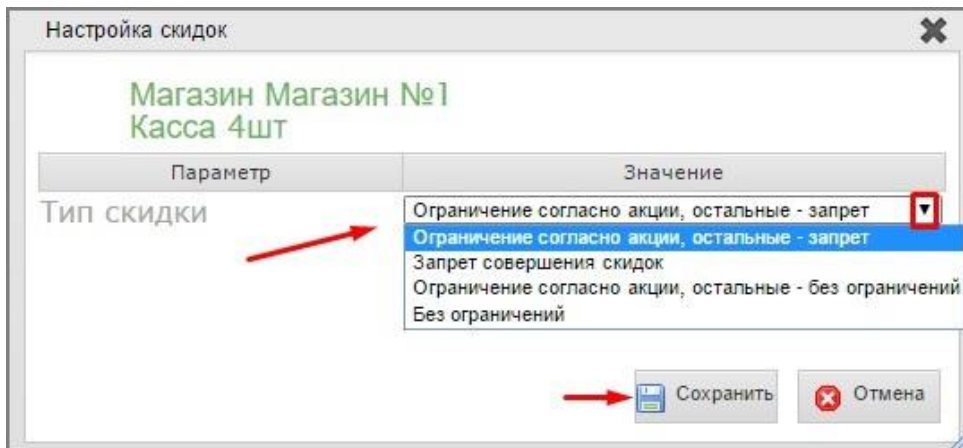 Настройка скидок
Магазин Магазин №1
Касса 4шт
Параметр Значение
Тип скидки Ограничение согласно акции, остальные - запрет
Ограничение согласно акции, остальные - запрет
Запрет совершения скидок
Ограничение согласно акции, остальные - без ограничений
Без ограничений
Сохранить Отмена